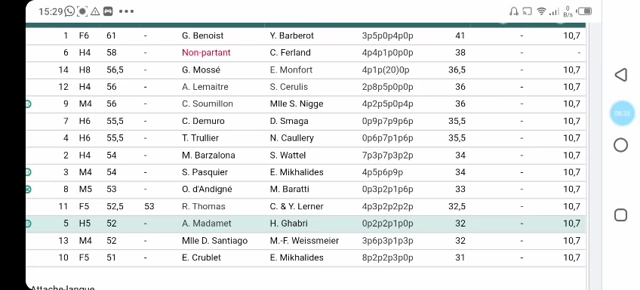 15:29 ••• 0 B/s
1 F6 61 - G. Benoist Y. Barberot 3p5p0p4p0p 41 - 10,7
6 H4 58 Non-partant C. Ferland 4p4p1p0p0p 38 - 10,7
14 H8 56,5 - G. Mossé E. Monfort 4p1p(20)0p 36,5 - 10,7
12 H4 56 - A. Lemaitre S. Cerulis 2p8p5p0p0p 36 - 10,7
9 M4 56 - C. Soumillon Mlle S. Nigge 4p2p5p0p4p 36 - 10,7
7 H6 55,5 - C. Demuro D. Smaga 0p9p7p9p6p 35,5 - 10,7
4 H6 55,5 - T. Trullier N. Caullery 0p6p7p1p6p 35,5 - 10,7
2 H4 54 - M. Barzalona S. Wattel 7p3p7p3p2p 34 - 10,7
3 M4 54 - S. Pasquier E. Mikhalides 4p5p6p9p 34 - 10,7
8 M5 53 - O. d'Andigné M. Baratti 0p3p2p1p6p 33 - 10,7
11 F5 52,5 53 R. Thomas C. & Y. Lerner 4p3p2p2p2p 32,5 - 10,7
5 H5 52 - A. Madamet H. Ghabri 0p2p2p1p0p 32 - 10,7
13 M4 52 - Mlle D. Santiago M.-F. Weissmeier 3p6p3p1p3p 32 - 10,7
10 F5 51 - E. Crublet E. Mikhalides 8p2p2p3p0p 31 - 10,7
Attache-langue